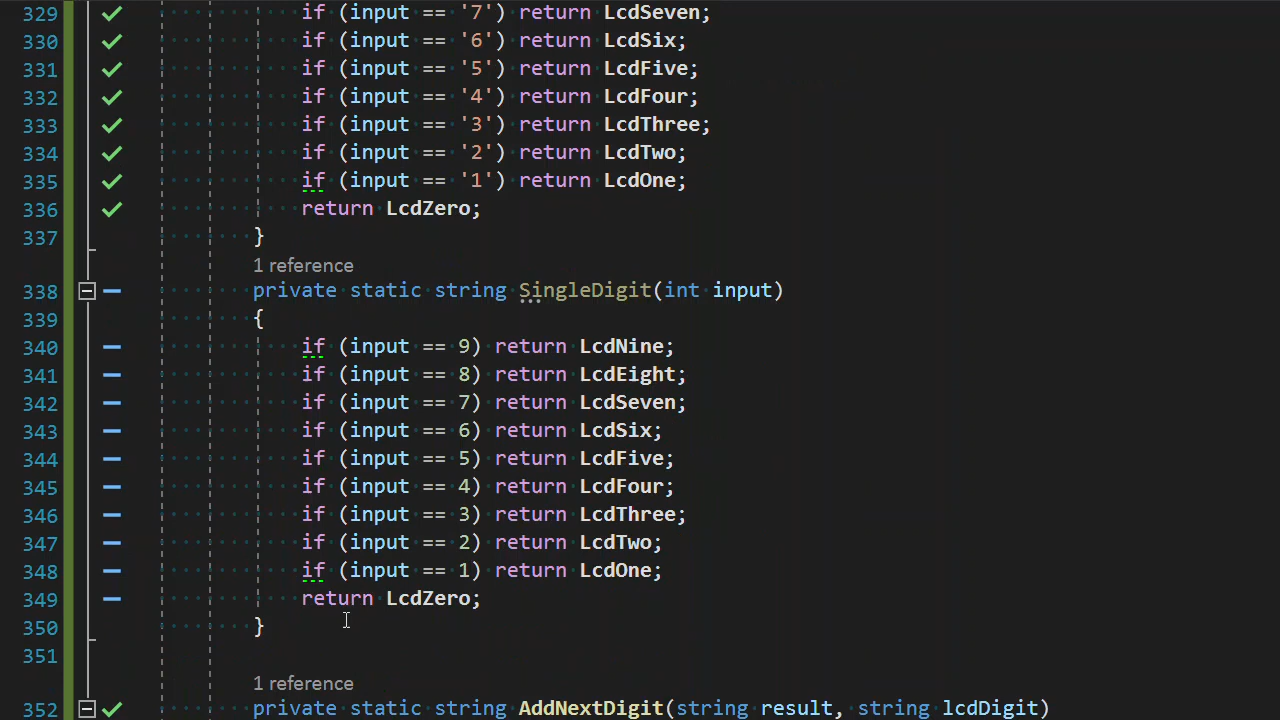 329 if (input == '7') return LcdSeven;
330 if (input == '6') return LcdSix;
331 if (input == '5') return LcdFive;
332 if (input == '4') return LcdFour;
333 if (input == '3') return LcdThree;
334 if (input == '2') return LcdTwo;
335 if (input == '1') return LcdOne;
336 return LcdZero;
337 }
1 reference
338 private static string SingleDigit(int input)
339 {
340 if (input == 9) return LcdNine;
341 if (input == 8) return LcdEight;
342 if (input == 7) return LcdSeven;
343 if (input == 6) return LcdSix;
344 if (input == 5) return LcdFive;
345 if (input == 4) return LcdFour;
346 if (input == 3) return LcdThree;
347 if (input == 2) return LcdTwo;
348 if (input == 1) return LcdOne;
349 return LcdZero;
350 }
351
1 reference
352 private static string AddNextDigit(string result, string lcdDigit)